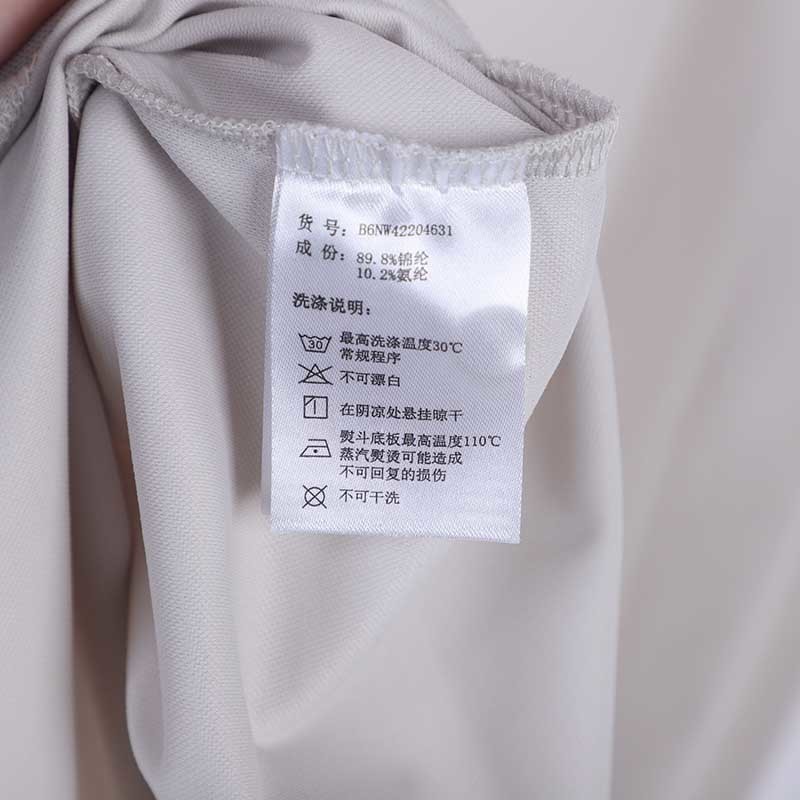 货 号：B6NW42204631
成 份：89.8%锦纶
10.2%氨纶
洗涤说明：
30 最高洗涤温度30℃
常规程序
不可漂白
在阴凉处悬挂晾干
熨斗底板最高温度110℃
蒸汽熨烫可能造成
不可回复的损伤
不可干洗